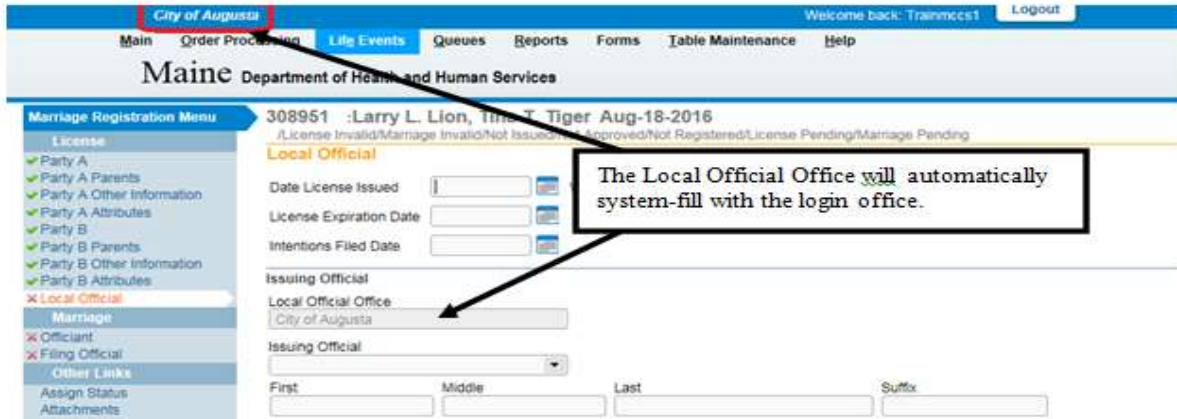 City of Augusta Welcome back: Trainmccs1 Logout
Main Order Processing Life Events Queues Reports Forms Table Maintenance Help
Maine Department of Health and Human Services
Marriage Registration Menu
License
Party A
Party A Parents
Party A Other Information
Party A Attributes
Party B
Party B Parents
Party B Other Information
Party B Attributes
Local Official
Marriage
Officiant
Filing Official
Other Links
Assign Status
Attachments
308951 :Larry L. Lion, Tina T. Tiger Aug-18-2016
/License Invalid/Marriage Invalid/Not Issued/Not Approved/Not Registered/License Pending/Marriage Pending
Local Official
Date License Issued
License Expiration Date
Intentions Filed Date
The Local Official Office will automatically
system-fill with the login office.
Issuing Official
Local Official Office
City of Augusta
Issuing Official
First Middle Last Suffix